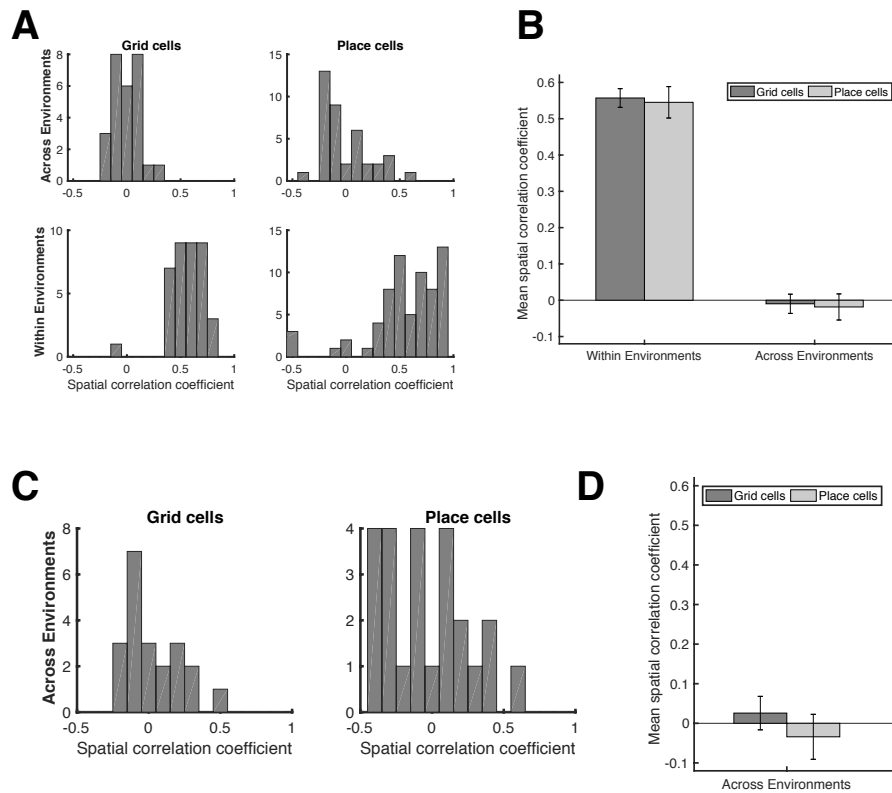 A
Grid cells
Place cells
Across Environments
8
6
4
2
0
-0.5
0
0.5
1
15
10
5
0
-0.5
0
0.5
1
Within Environments
10
5
0
-0.5
0
0.5
1
Spatial correlation coefficient
15
10
5
0
-0.5
0
0.5
1
Spatial correlation coefficient
B
Mean spatial correlation coefficient
0.6
0.5
0.4
0.3
0.2
0.1
0
-0.1
Grid cells
Place cells
Within Environments
Across Environments
C
Grid cells
Place cells
Across Environments
8
6
4
2
0
-0.5
0
0.5
1
Spatial correlation coefficient
4
3
2
1
0
-0.5
0
0.5
1
Spatial correlation coefficient
D
Mean spatial correlation coefficient
0.6
0.5
0.4
0.3
0.2
0.1
0
-0.1
Grid cells
Place cells
Across Environments